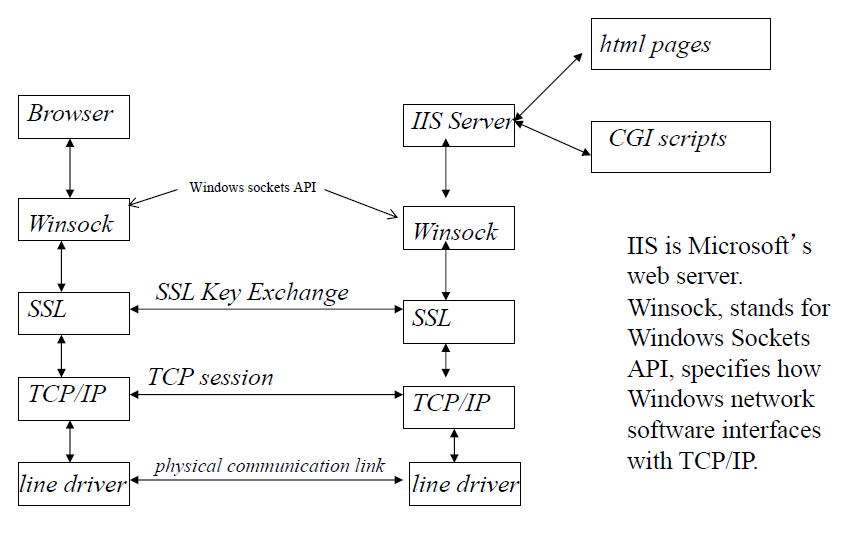 html pages
Browser
IIS Server
CGI scripts
Windows sockets API
Winsock
Winsock
SSL
SSL Key Exchange
SSL
TCP/IP
TCP session
TCP/IP
line driver
physical communication link
line driver
IIS is Microsoft’s
web server.
Winsock, stands for
Windows Sockets
API, specifies how
Windows network
software interfaces
with TCP/IP.